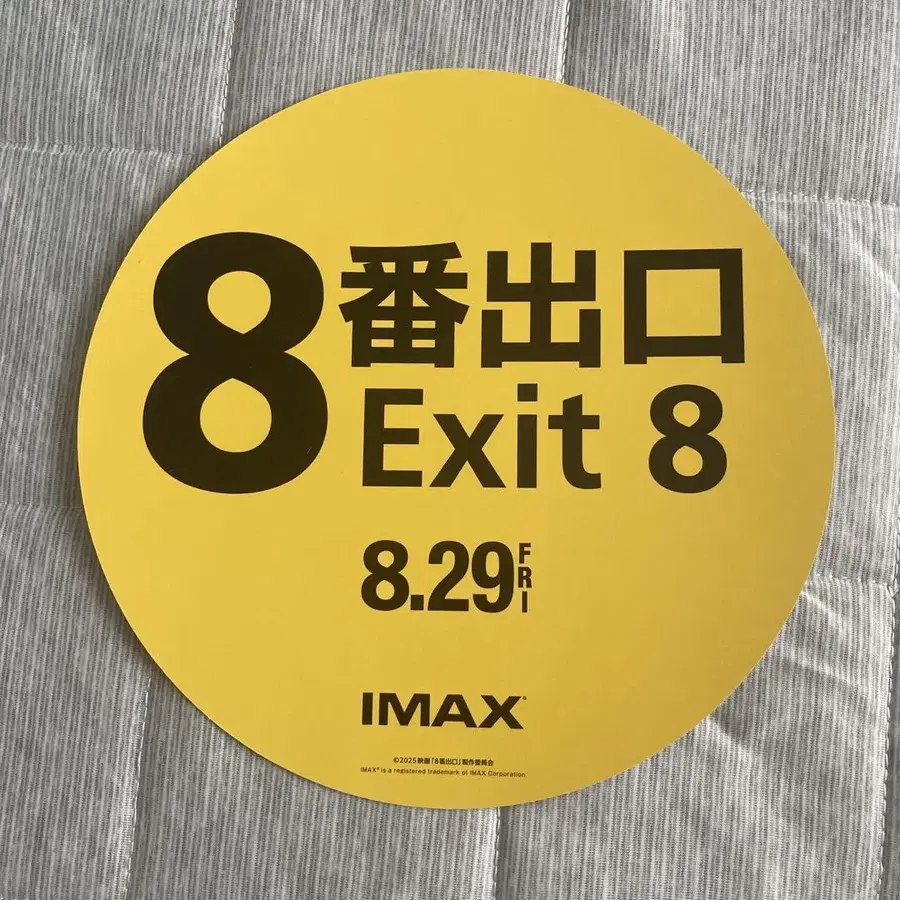 8番出口
Exit 8
8.29 FRI
IMAX®
©2025 映画「8番出口」製作委員会
IMAX® is a registered trademark of IMAX Corporation.